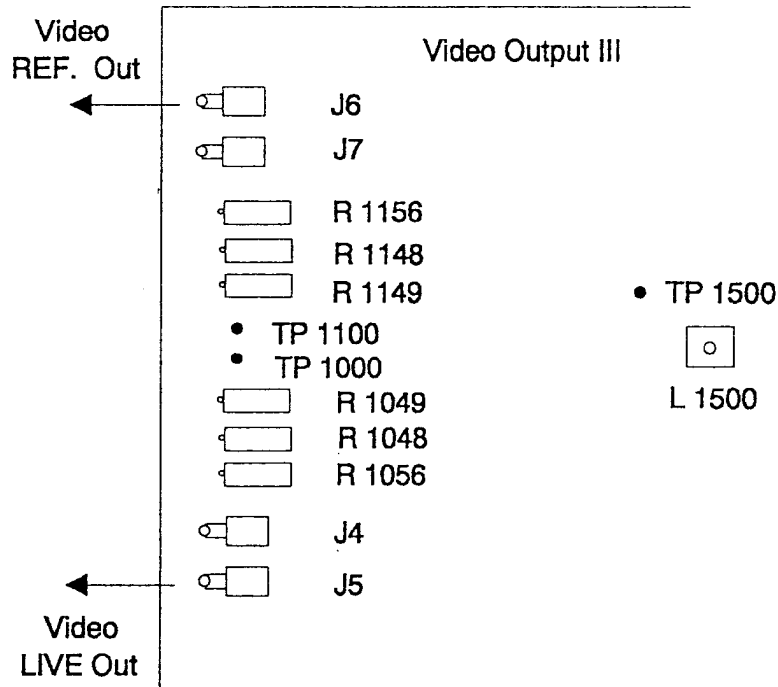 Video
REF. Out
Video Output III
J6
J7
R 1156
R 1148
R 1149
TP 1500
TP 1100
TP 1000
L 1500
R 1049
R 1048
R 1056
J4
J5
Video
LIVE Out